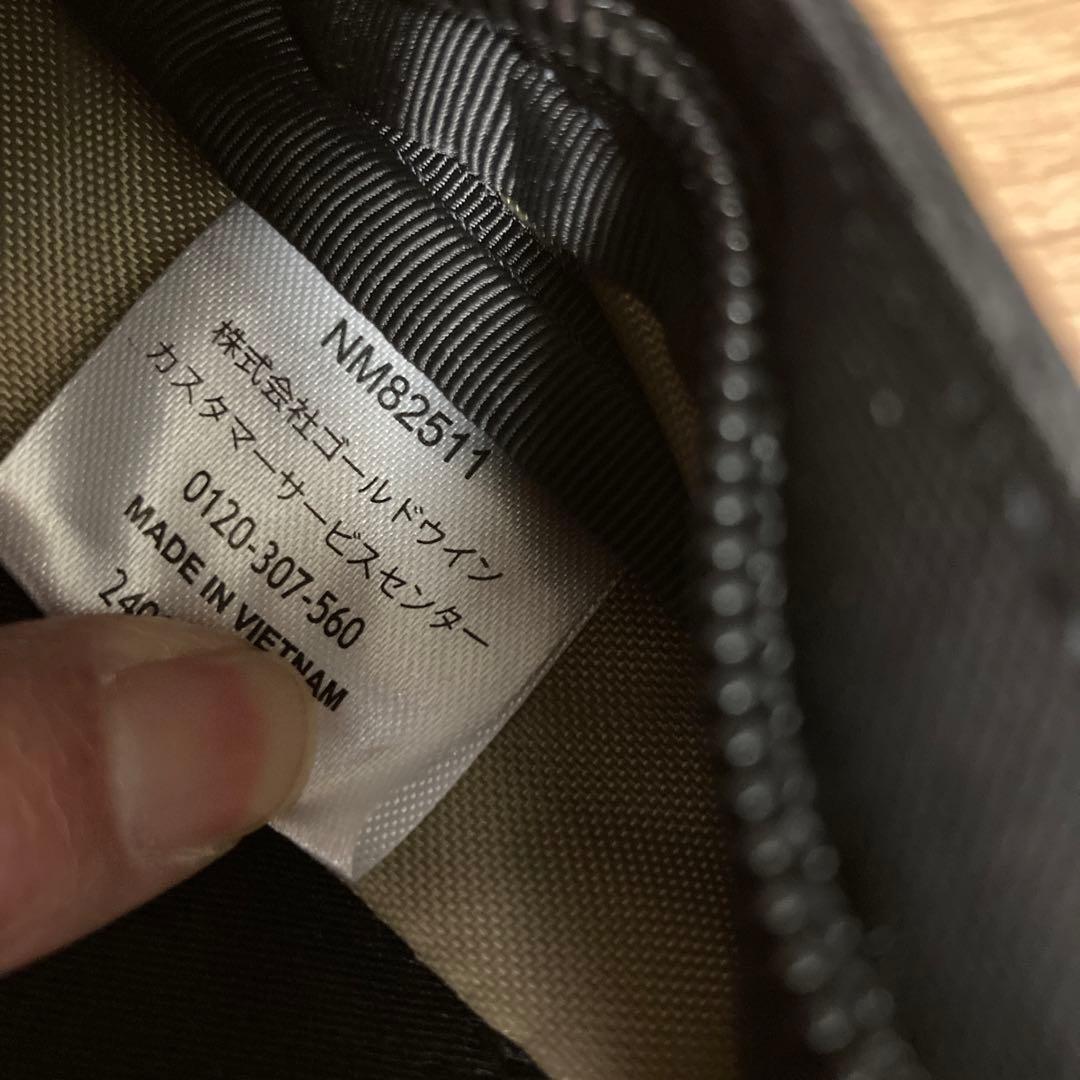 NM82511
株式会社ゴールドウイン
カスタマーサービスセンター
0120-307-560
MADE IN VIETNAM
240